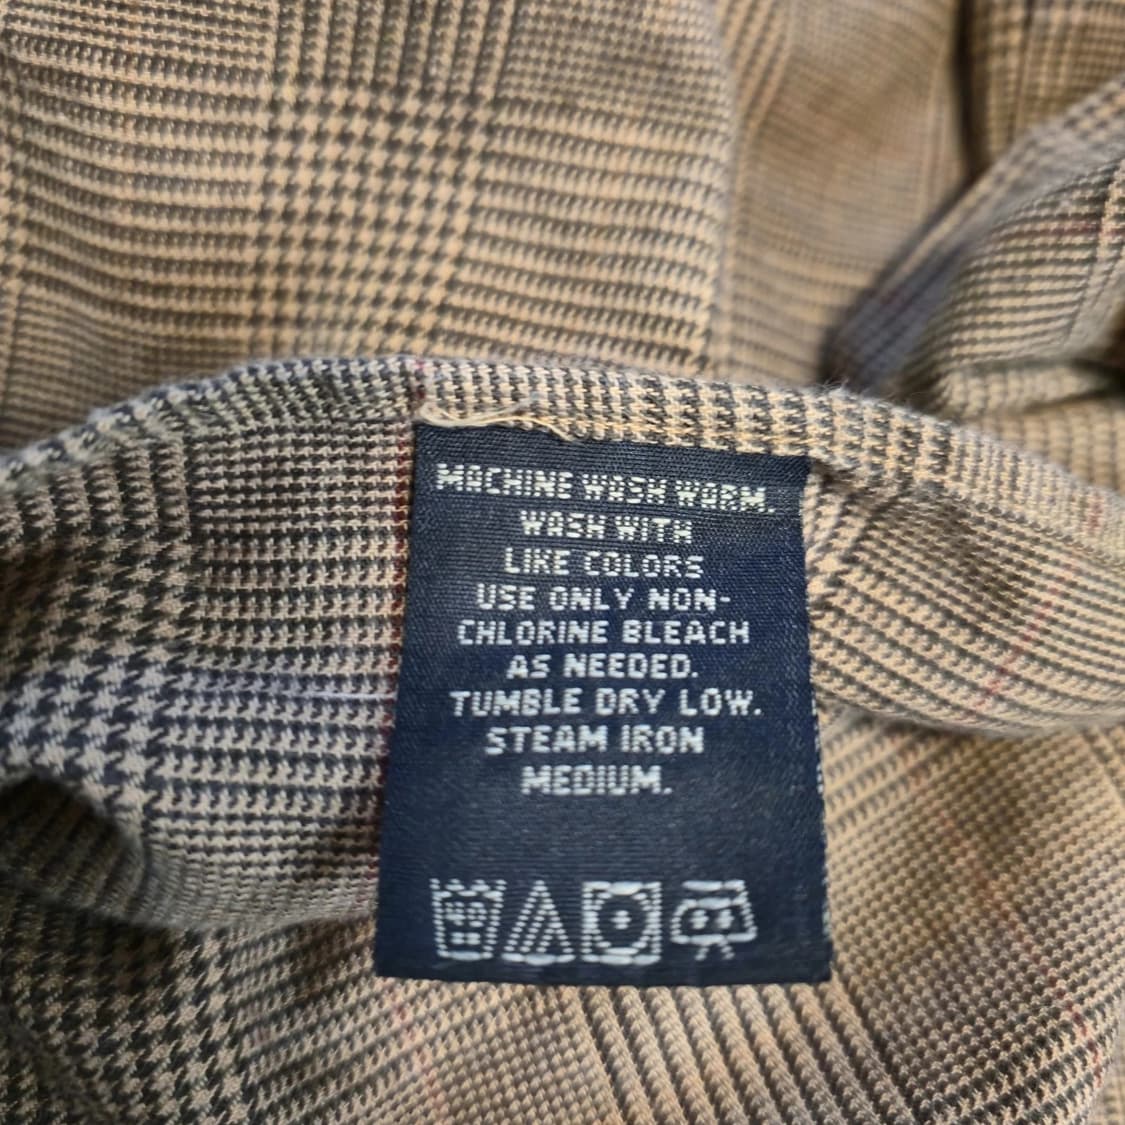 MACHINE WASH WARM.
WASH WITH
LIKE COLORS
USE ONLY NON-
CHLORINE BLEACH
AS NEEDED.
TUMBLE DRY LOW.
STEAM IRON
MEDIUM.
40